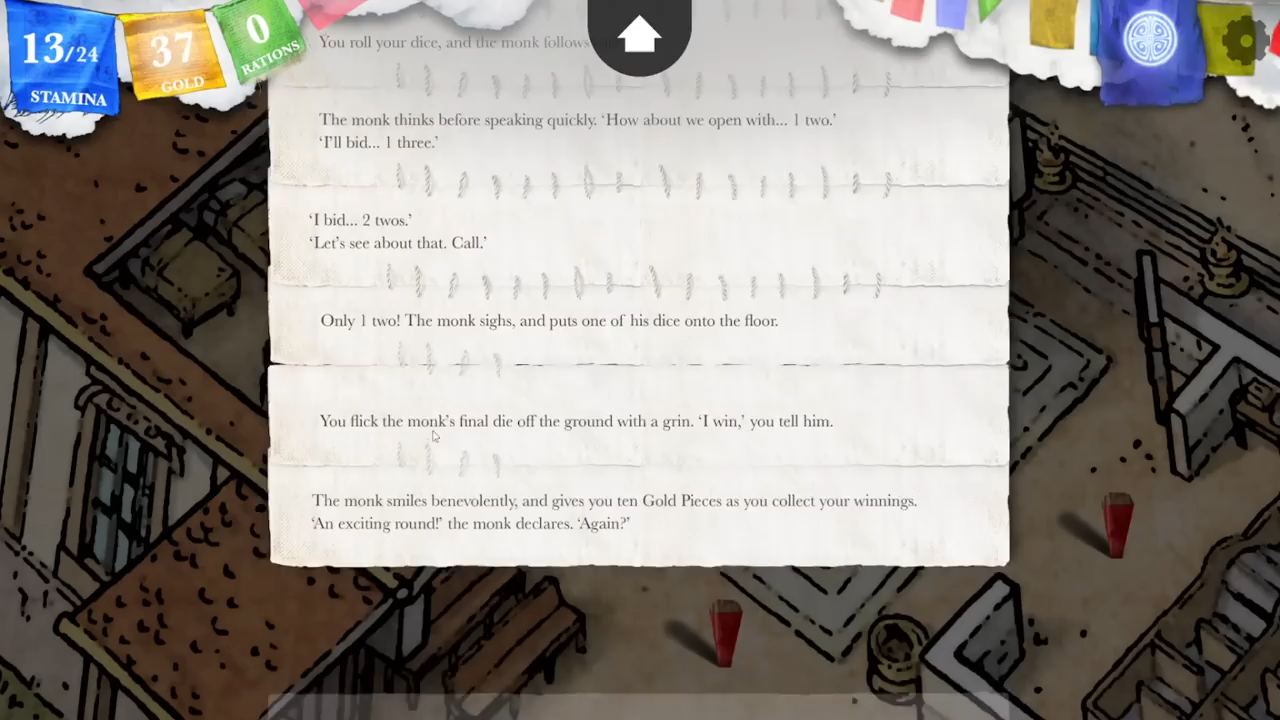 13/24
STAMINA
37
GOLD
0
RATIONS
You roll your dice, and the monk follows
The monk thinks before speaking quickly. ‘How about we open with... 1 two.’
‘I’ll bid... 1 three.’
‘I bid... 2 twos.’
‘Let’s see about that. Call.’
Only 1 two! The monk sighs, and puts one of his dice onto the floor.
You flick the monk’s final die off the ground with a grin. ‘I win,’ you tell him.
The monk smiles benevolently, and gives you ten Gold Pieces as you collect your winnings.
‘An exciting round!’ the monk declares. ‘Again?’